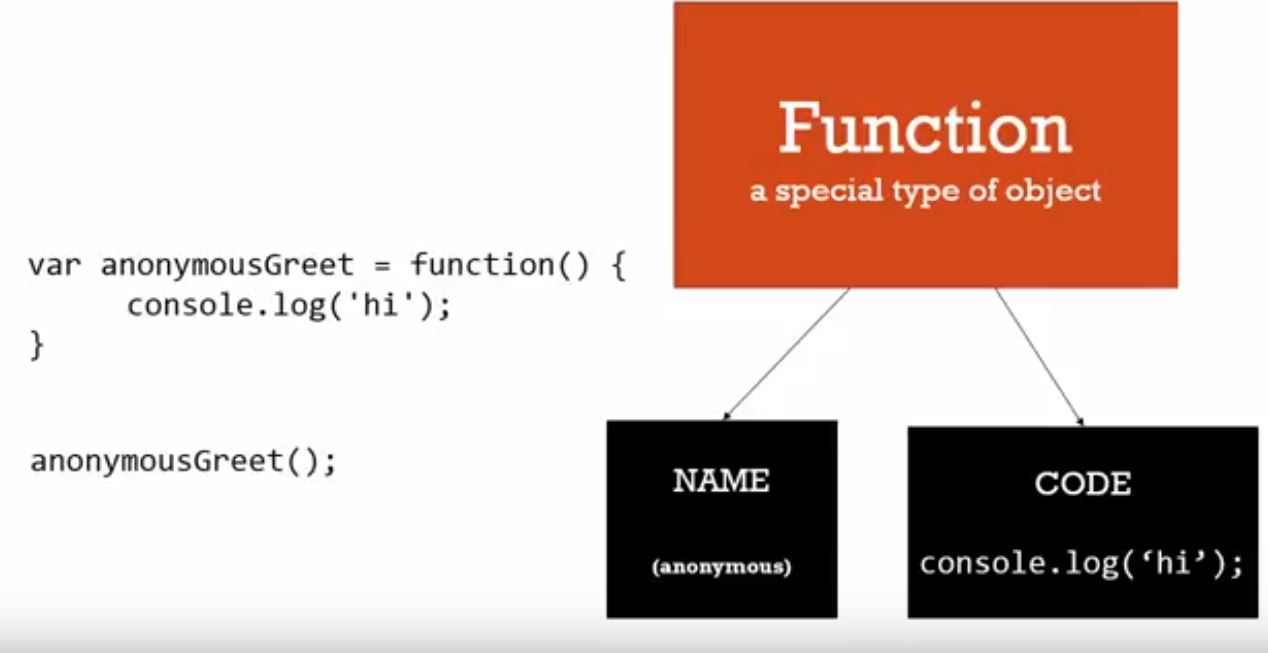 var anonymousGreet = function() {
console.log('hi');
}
anonymousGreet();
Function
a special type of object
NAME
(anonymous)
CODE
console.log(‘hi’);